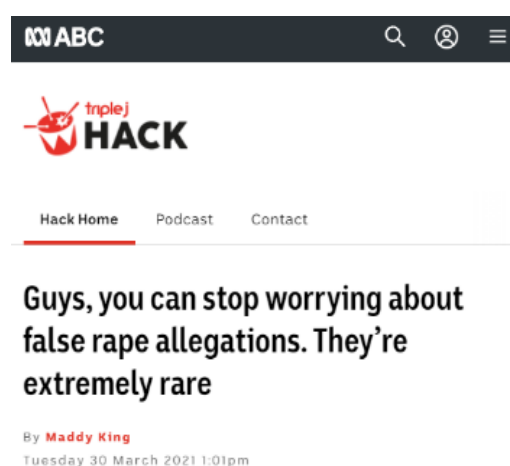 ABC
triple j
HACK
Hack Home Podcast Contact
Guys, you can stop worrying about
false rape allegations. They’re
extremely rare
By Maddy King
Tuesday 30 March 2021 1:01pm